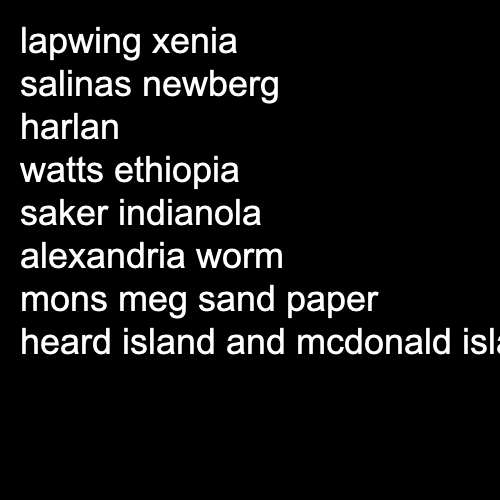 lapwing xenia
salinas newberg
harlan
watts ethiopia
saker indianola
alexandria worm
mons meg sand paper
heard island and mcdonald